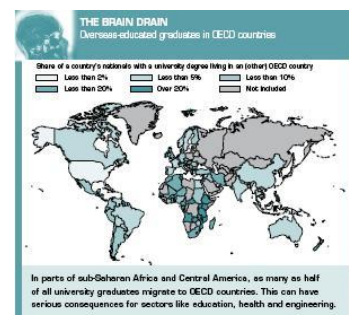 THE BRAIN DRAIN
Overseas-educated graduates in OECD countries
Share of a country's nationals with a university degree living in an (other) OECD country
Less than 2% Less than 5% Less than 10%
Less than 20% Over 20% Not included
In parts of sub-Saharan Africa and Central America, as many as half
of all university graduates migrate to OECD countries. This can have
serious consequences for sectors like education, health and engineering.